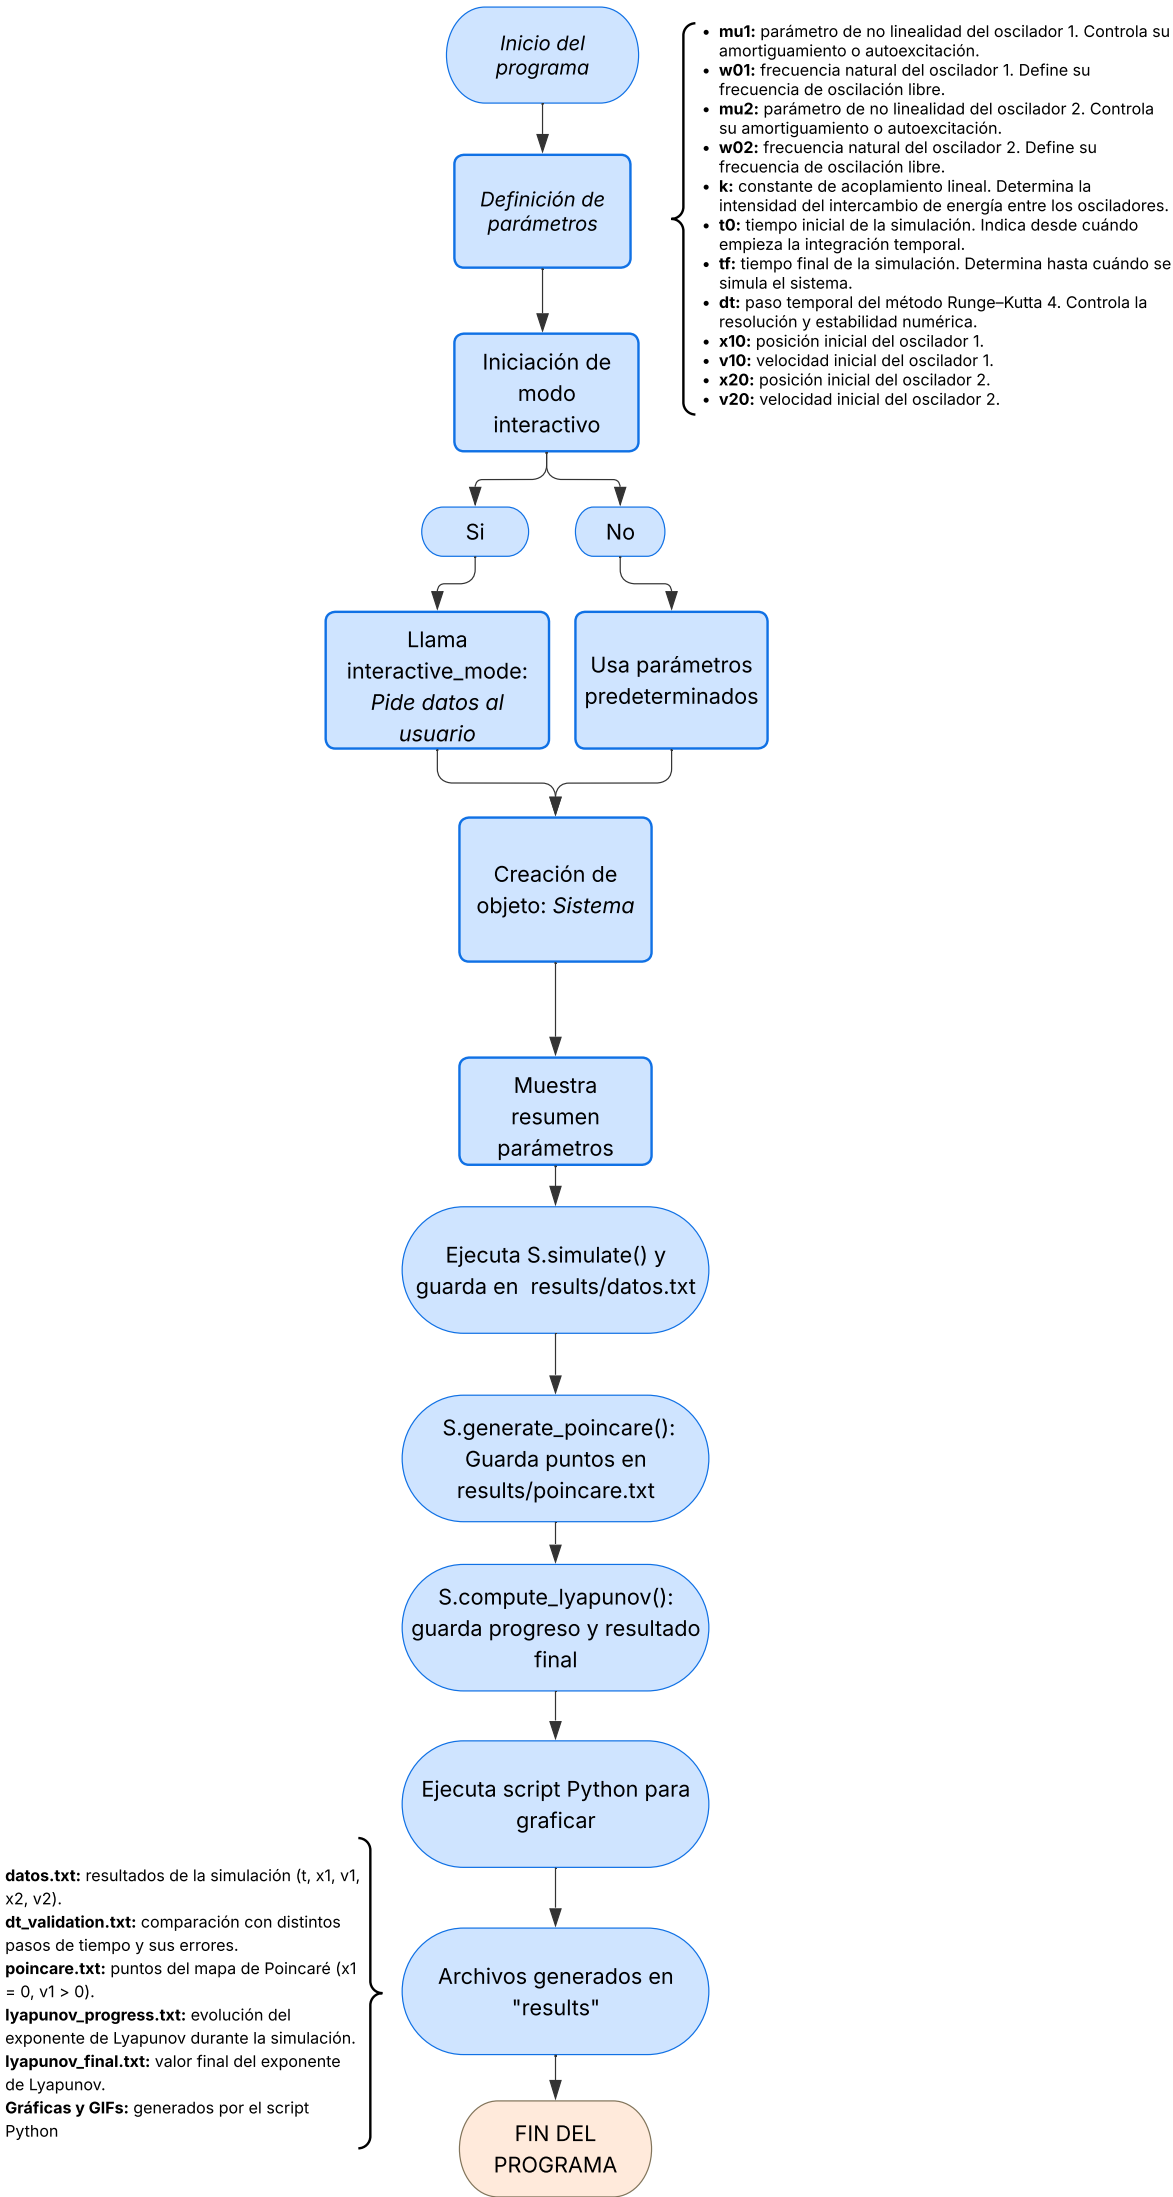 Inicio del
programa
• mu1: parámetro de no linealidad del oscilador 1. Controla su
amortiguamiento o autoexcitación.
• w01: frecuencia natural del oscilador 1. Define su
frecuencia de oscilación libre.
• mu2: parámetro de no linealidad del oscilador 2. Controla
su amortiguamiento o autoexcitación.
• w02: frecuencia natural del oscilador 2. Define su
frecuencia de oscilación libre.
• k: constante de acoplamiento lineal. Determina la
intensidad del intercambio de energía entre los osciladores.
• t0: tiempo inicial de la simulación. Indica desde cuándo
empieza la integración temporal.
• tf: tiempo final de la simulación. Determina hasta cuándo se
simula el sistema.
• dt: paso temporal del método Runge–Kutta 4. Controla la
resolución y estabilidad numérica.
• x10: posición inicial del oscilador 1.
• v10: velocidad inicial del oscilador 1.
• x20: posición inicial del oscilador 2.
• v20: velocidad inicial del oscilador 2.
Definición de
parámetros
Iniciación de
modo
interactivo
Si
No
Llama
interactive_mode:
Pide datos al
usuario
Usa parámetros
predeterminados
Creación de
objeto: Sistema
Muestra
resumen
parámetros
Ejecuta S.simulate() y
guarda en  results/datos.txt
S.generate_poincare():
Guarda puntos en
results/poincare.txt
S.compute_lyapunov():
guarda progreso y resultado
final
Ejecuta script Python para
graficar
datos.txt: resultados de la simulación (t, x1, v1,
x2, v2).
dt_validation.txt: comparación con distintos
pasos de tiempo y sus errores.
poincare.txt: puntos del mapa de Poincaré (x1
= 0, v1 > 0).
lyapunov_progress.txt: evolución del
exponente de Lyapunov durante la simulación.
lyapunov_final.txt: valor final del exponente
de Lyapunov.
Gráficas y GIFs: generados por el script
Python
Archivos generados en
"results"
FIN DEL
PROGRAMA